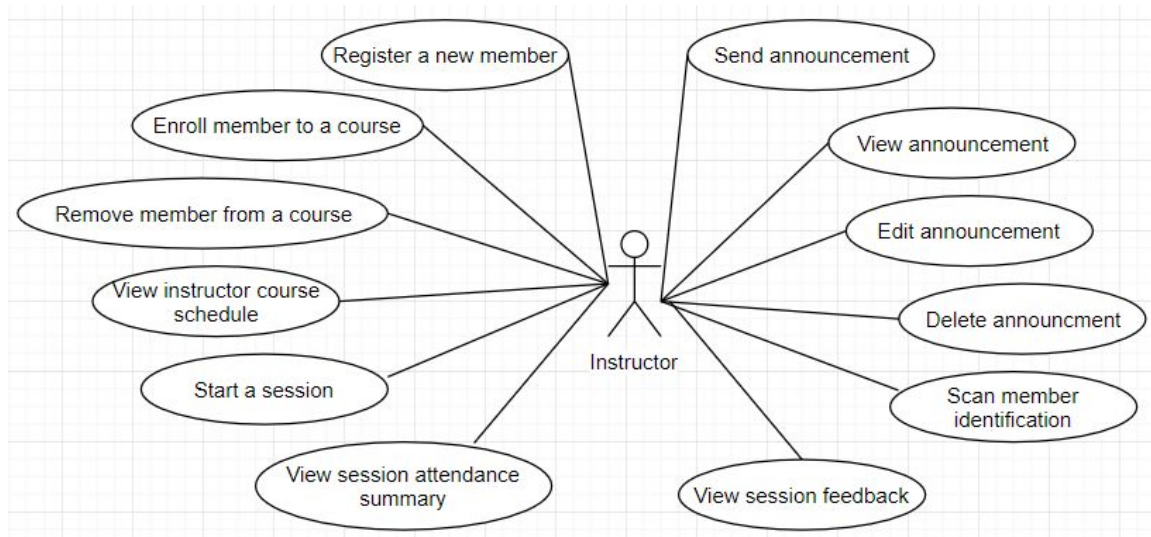 Register a new member
Send announcement
Enroll member to a course
View announcement
Remove member from a course
Edit announcement
View instructor course
schedule
Delete announcment
Instructor
Start a session
Scan member
identification
View session attendance
summary
View session feedback